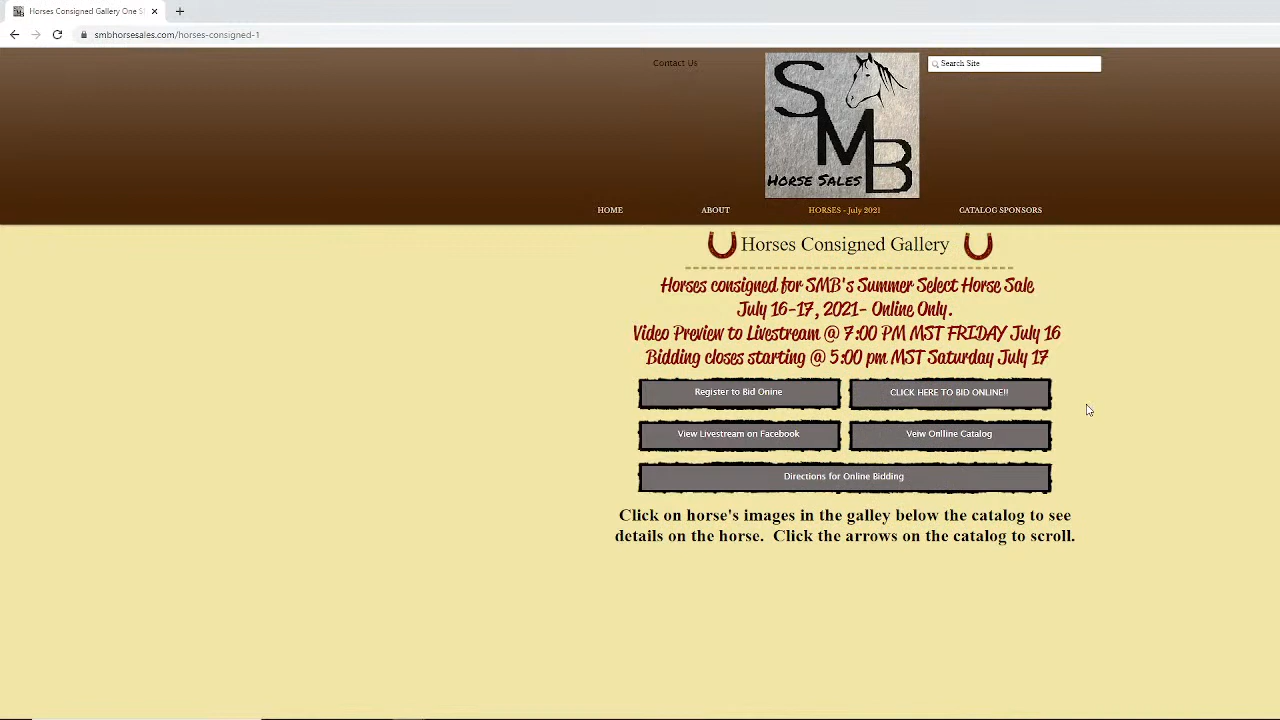 Horses Consigned Gallery One S
smbhorsesales.com/horses-consigned-1
Contact Us
Search Site
SMB
HORSE SALES
HOME
ABOUT
HORSES - July 2021
CATALOG SPONSORS
Horses Consigned Gallery
Horses consigned for SMB's Summer Select Horse Sale
July 16-17, 2021- Online Only.
Video Preview to Livestream @ 7:00 PM MST FRIDAY July 16
Bidding closes starting @ 5:00 pm MST Saturday July 17
Register to Bid Onine
CLICK HERE TO BID ONLINE!!
View Livestream on Facebook
Veiw Onlline Catalog
Directions for Online Bidding
Click on horse's images in the galley below the catalog to see
details on the horse.  Click the arrows on the catalog to scroll.